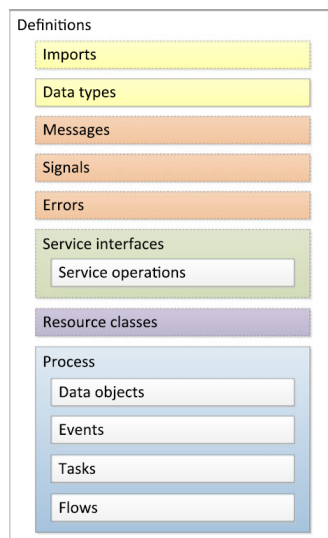 Definitions
Imports
Data types
Messages
Signals
Errors
Service interfaces
Service operations
Resource classes
Process
Data objects
Events
Tasks
Flows